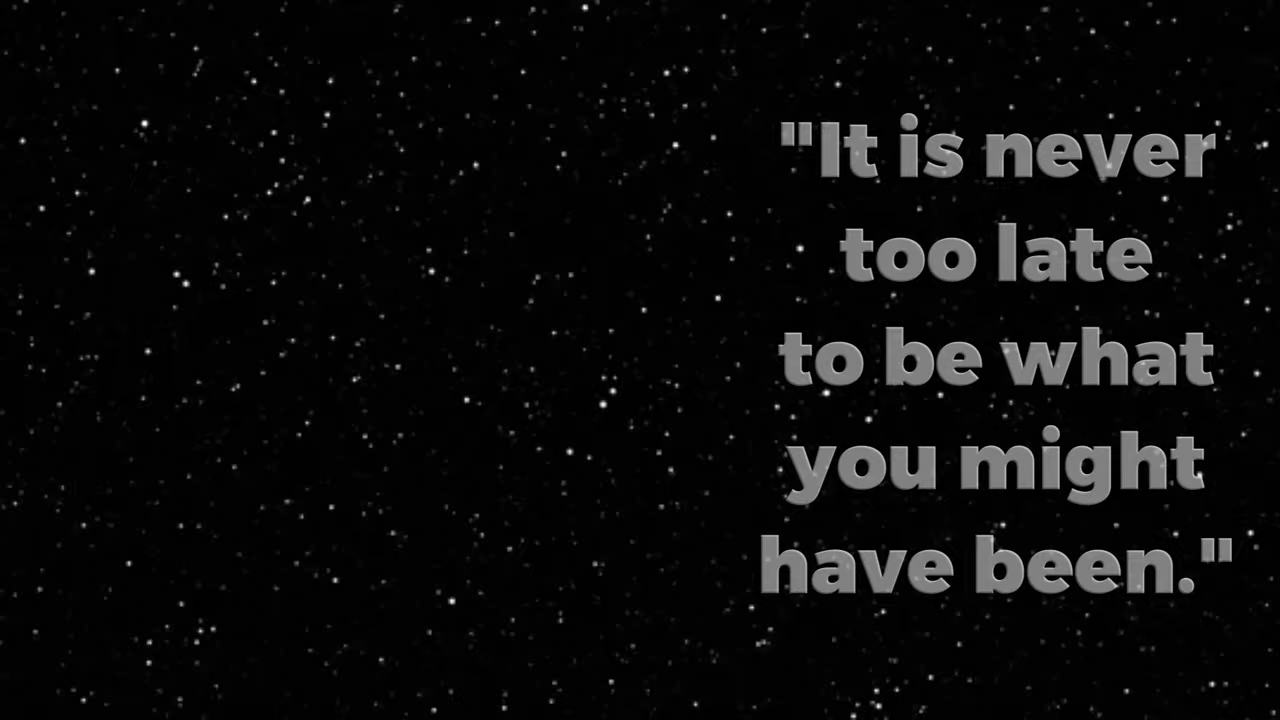 "It is never
too late
to be what
you might
have been."